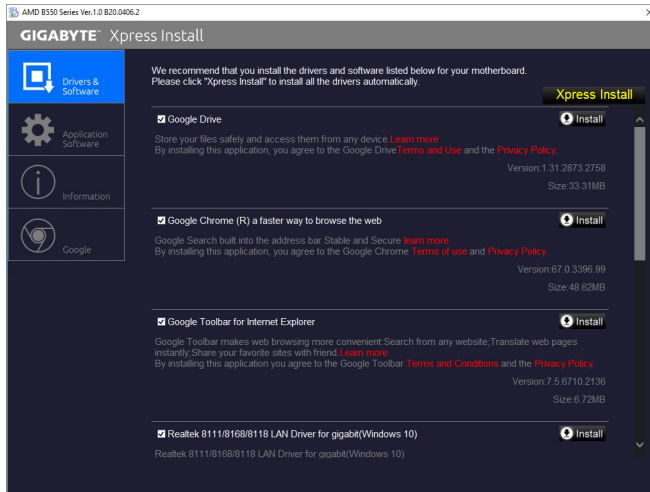 AMD B550 Series Ver.1.0 B20.0406.2
GIGABYTE™ Xpress Install
Drivers &
Software
Application
Software
Information
Google
We recommend that you install the drivers and software listed below for your motherboard.
Please click "Xpress Install" to install all the drivers automatically.
Xpress Install
Google Drive
Install
Store your files safely and access them from any device.Learn more
By installing this application, you agree to the Google DriveTerms and Use and the Privacy Policy.
Version:1.31.2873.2758
Size:33.31MB
Google Chrome (R) a faster way to browse the web
Install
Google Search built into the address bar Stable and Secure learn more
By installing this application, you agree to the Google Chrome Terms of use and Privacy Policy.
Version:67.0.3396.99
Size:48.62MB
Google Toolbar for Internet Explorer
Install
Google Toolbar makes web browsing more convenient.Search from any website;Translate web pages
instantly;Share your favorite sites with friend.Learn more
By installing this application you agree to the Google Toolbar Terms and Conditions and the Privacy Policy.
Version:7.5.6710.2136
Size:6.72MB
Realtek 8111/8168/8118 LAN Driver for gigabit(Windows 10)
Install
Realtek 8111/8168/8118 LAN Driver for gigabit(Windows 10)